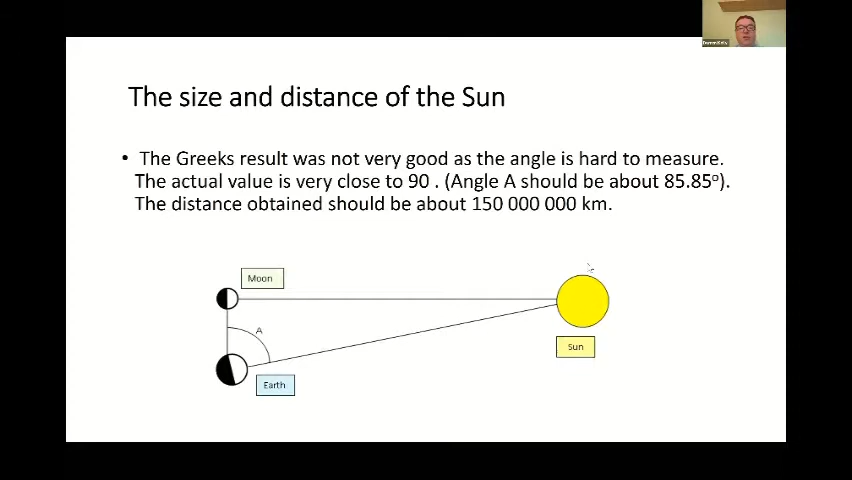 The size and distance of the Sun
• The Greeks result was not very good as the angle is hard to measure.
The actual value is very close to 90 . (Angle A should be about 85.85°).
The distance obtained should be about 150 000 000 km.
Moon
A
Sun
Earth